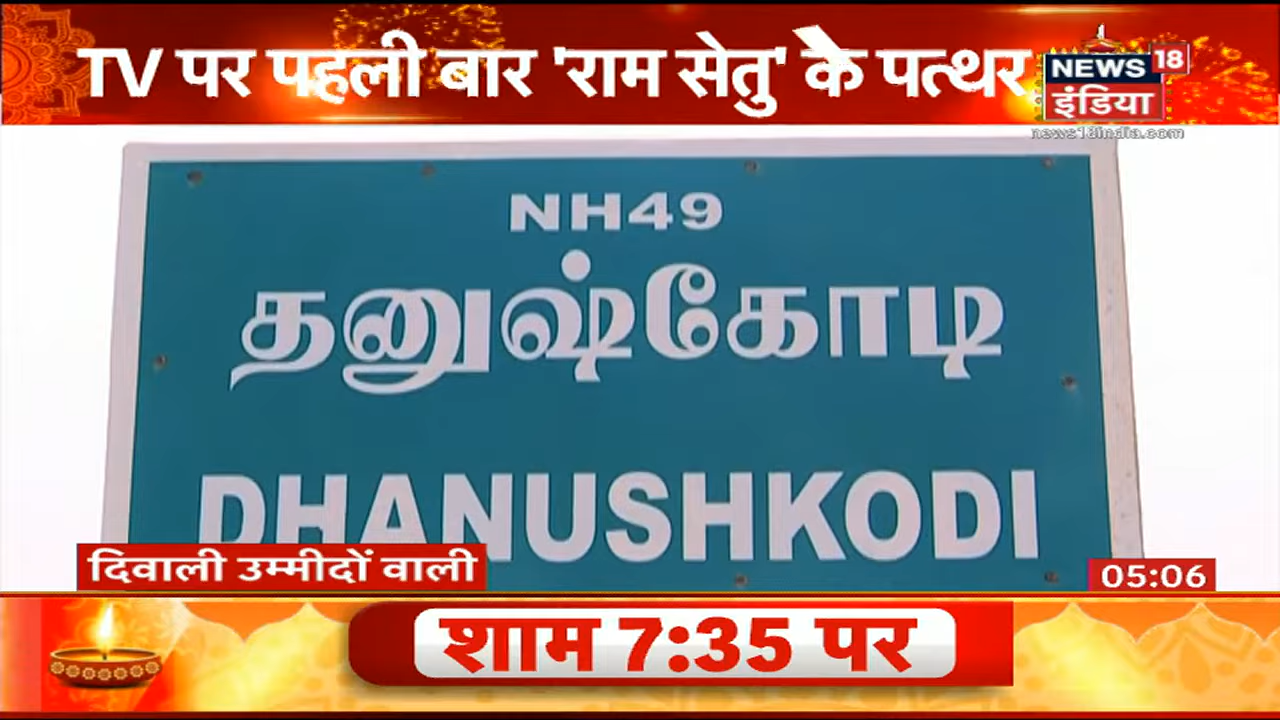 TV पर पहली बार 'राम सेतु' के पत्थर
NEWS 18
इंडिया
news18india.com
NH49
தனுஷ்கோடி
DHANUSHKODI
दिवाली उम्मीदों वाली
05:06
शाम 7:35 पर